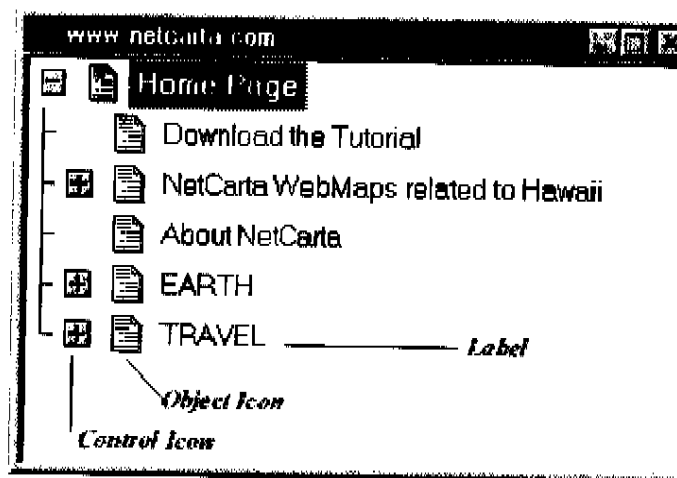 www netcarta com
Home Page
Download the Tutorial
NetCarta WebMaps related to Hawaii
About NetCarta
EARTH
TRAVEL
Label
Object Icon
Control Icon